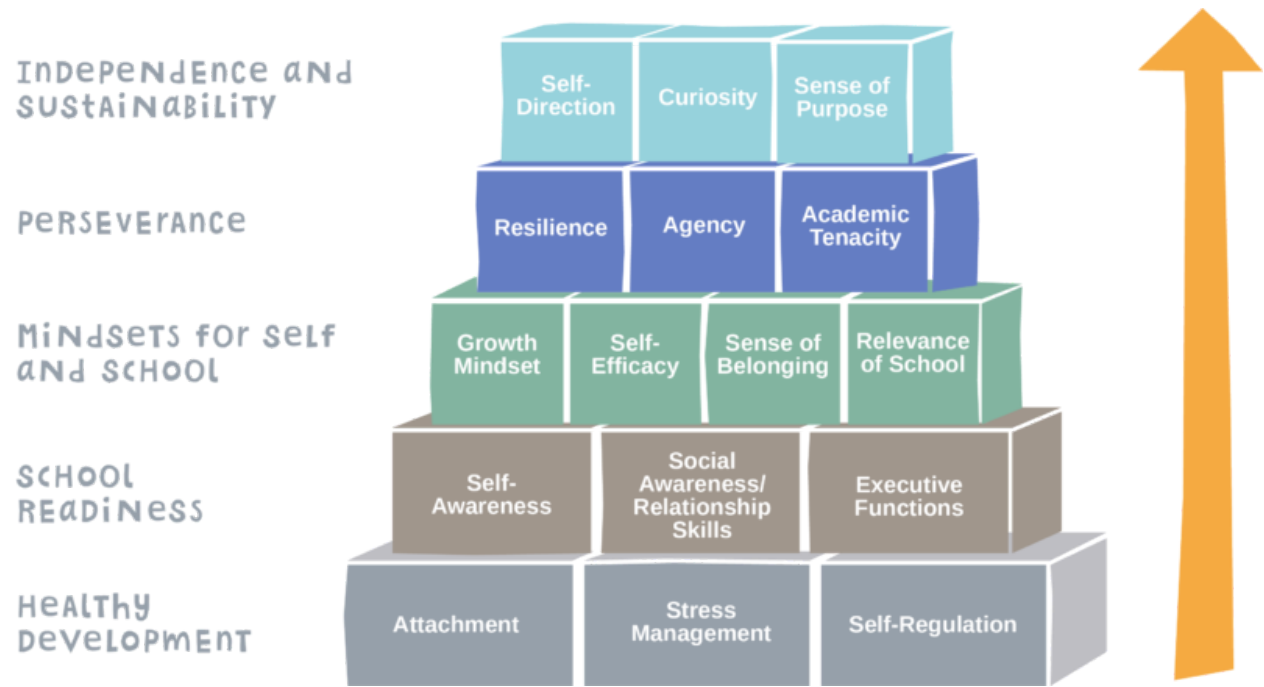 Independence and
Sustainability
Self-
Direction
Curiosity
Sense of
Purpose
Perseverance
Resilience
Agency
Academic
Tenacity
Mindsets for Self
and School
Growth
Mindset
Self-
Efficacy
Sense of
Belonging
Relevance
of School
School
Readiness
Self-
Awareness
Social
Awareness/
Relationship
Skills
Executive
Functions
Healthy
Development
Attachment
Stress
Management
Self-Regulation